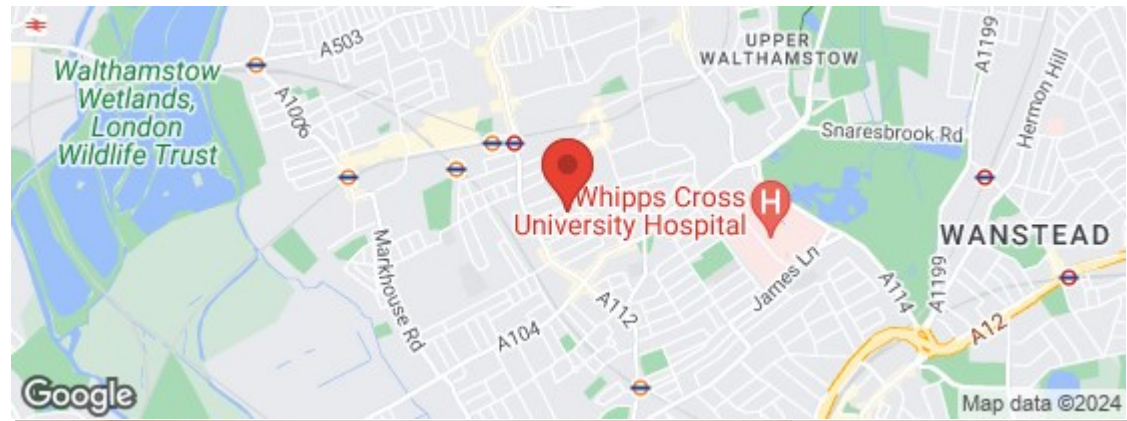 A503
UPPER
WALTHAMSTOW
A1199
Hermon Hill
Walthamstow
Wetlands,
London
Wildlife Trust
A1006
Snaresbrook Rd
Whipps Cross
University Hospital
H
WANSTEAD
Markhouse Rd
James Ln
A114
A1199
A112
A104
A12
Google
Map data ©2024